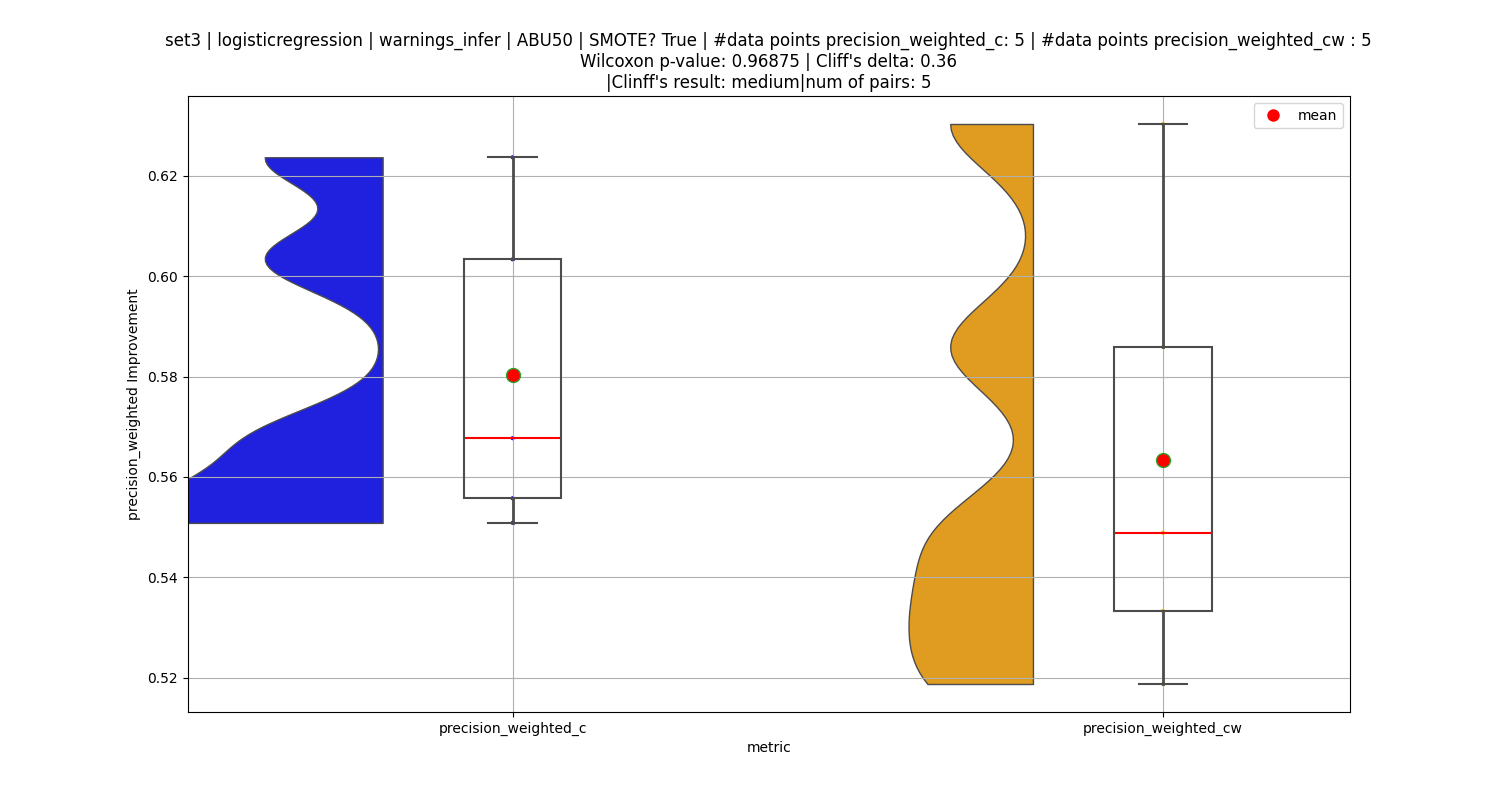 set3 | logisticregression | warnings_infer | ABU50 | SMOTE? True | #data points precision_weighted_c: 5 | #data points precision_weighted_cw : 5
Wilcoxon p-value: 0.96875 | Cliff's delta: 0.36
|Clinff's result: medium|num of pairs: 5
mean
0.62
0.60
0.58
0.56
0.54
0.52
precision_weighted Improvement
precision_weighted_c
precision_weighted_cw
metric